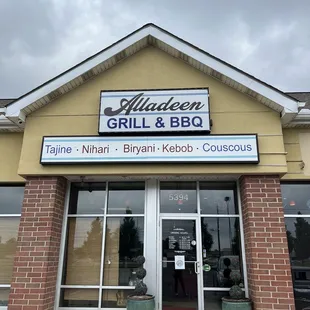 Alladeen
GRILL & BBQ
Tajine · Nihari · Biryani · Kebob · Couscous
5394